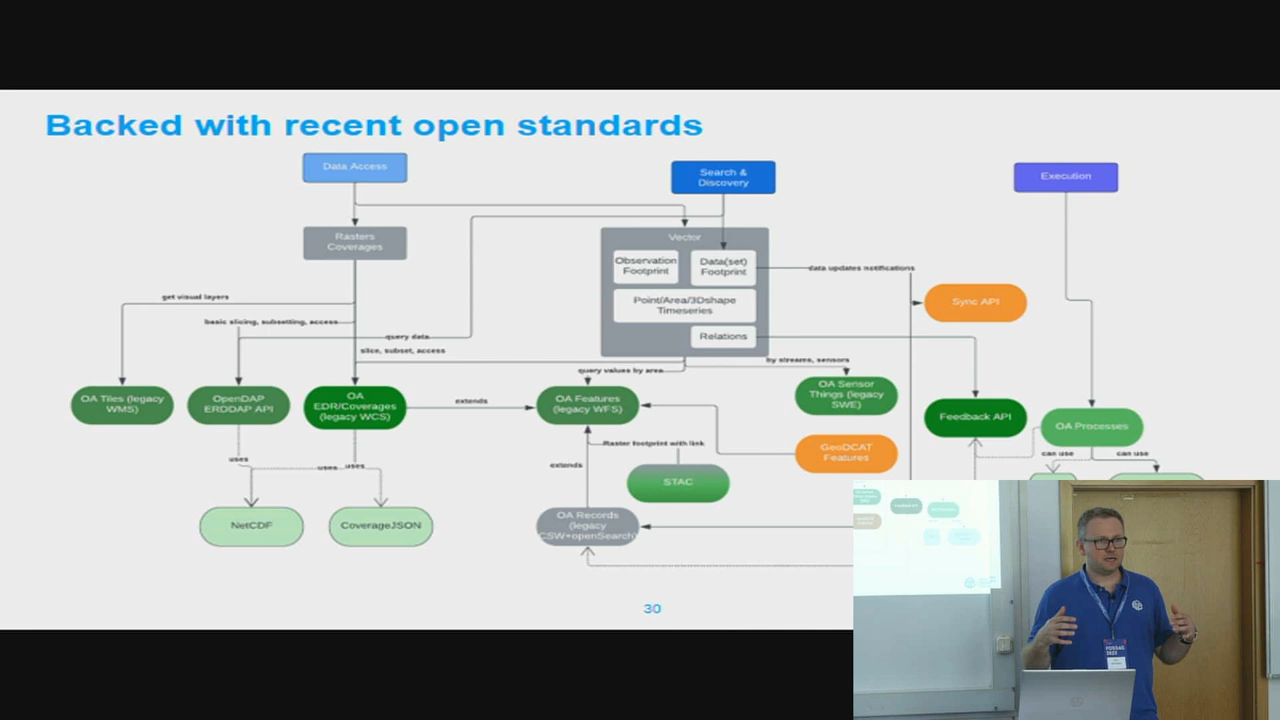 Backed with recent open standards
Data Access
Search &
Discovery
Execution
Rasters
Coverages
Vector
Observation
Footprint
Data(set)
Footprint
Point/Area/3Dshape
Timeseries
Relations
data updates notifications
Sync API
get visual layers
basic slicing, subsetting, access
query data
slice, subset, access
query values by area
by streams, sensors
OA Tiles (legacy
WMS)
OpenDAP
ERDDAP API
OA
EDR/Coverages
(legacy WCS)
extends
OA Features
(legacy WFS)
OA Sensor
Things (legacy
SWE)
Feedback API
OA Processes
uses
uses
uses
extends
Raster footprint with link
GeoDCAT
Features
can use
can use
STAC
NetCDF
CoverageJSON
OA Records
(legacy
CSW+openSearch)
30